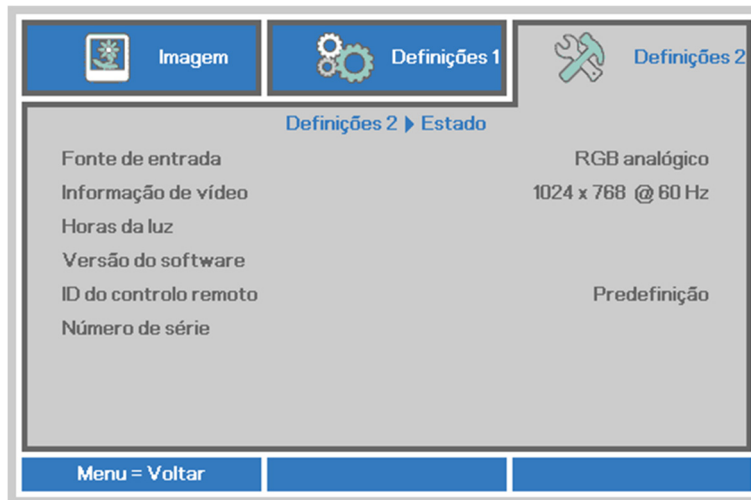 Imagem
Definições 1
Definições 2
Definições 2 ▶ Estado
Fonte de entrada RGB analógico
Informação de vídeo 1024 x 768 @ 60 Hz
Horas da luz
Versão do software
ID do controlo remoto Predefinição
Número de série
Menu = Voltar